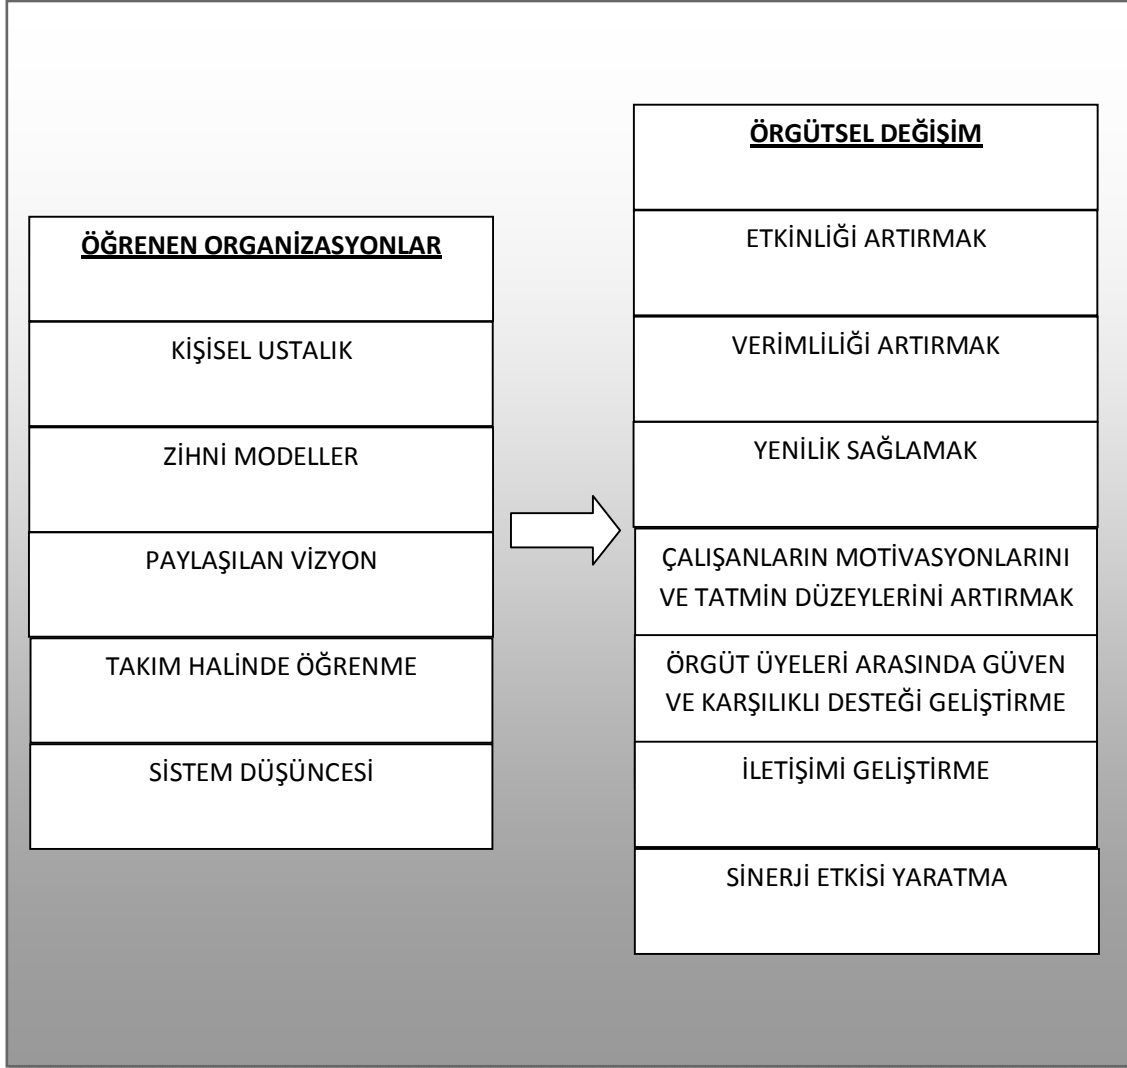 ÖĞRENEN ORGANİZASYONLAR
KİŞİSEL USTALIK
ZİHNİ MODELLER
PAYLAŞILAN VİZYON
TAKIM HALİNDE ÖĞRENME
SİSTEM DÜŞÜNCESİ
ÖRGÜTSEL DEĞİŞİM
ETKİNLİĞİ ARTIRMAK
VERİMLİLİĞİ ARTIRMAK
YENİLİK SAĞLAMAK
ÇALIŞANLARIN MOTİVASYONLARINI
VE TATMİN DÜZEYLERİNİ ARTIRMAK
ÖRGÜT ÜYELERİ ARASINDA GÜVEN
VE KARŞILIKLI DESTEĞİ GELİŞTİRME
İLETİŞİMİ GELİŞTİRME
SİNERJİ ETKİSİ YARATMA